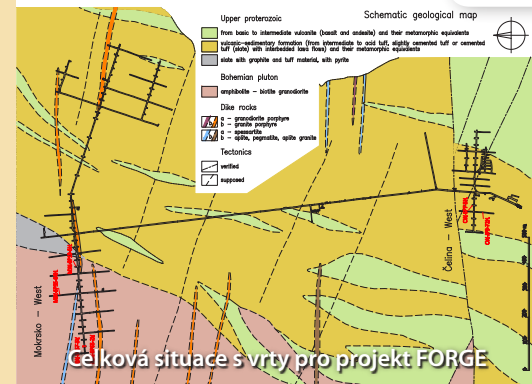 Schematic geological map
Upper proterozoic
from basic to intermediate vulcanite (basalt and andesite) and their metamorphic equivalents
vulcanic-sedimentary formation (from intermediate to acid tuff, slightly cemented tuff or cemented
tuff (slate) with interbedded lava flows) and their metamorphic equivalents
slate with graphite and tuff material, with pyrite
Bohemian pluton
amphibolite - biotite granodiorite
Dike rocks
a - granodiorite porphyre
b - granite porphyre
a - spessartite
b - aplite, pegmatite, aplite granite
Tectonics
verified
supposed
Čelina - West
Mokrsko - West
Celková situace s vrty pro projekt FORGE